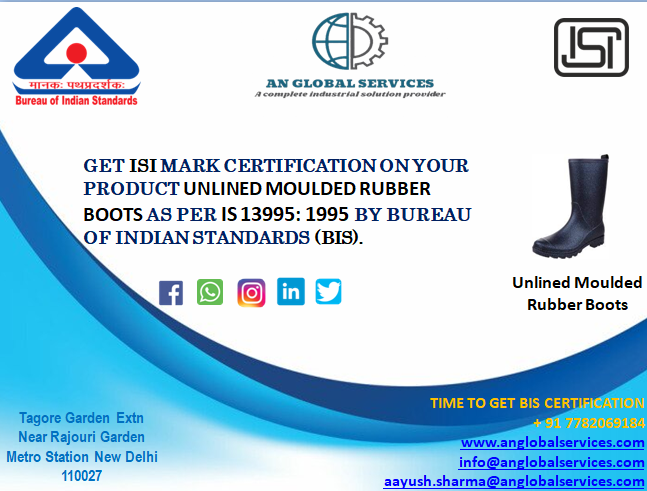 मानकः पथप्रदर्शकः
Bureau of Indian Standards
AN GLOBAL SERVICES
A complete industrial solution provider
ISI
GET ISI MARK CERTIFICATION ON YOUR
PRODUCT UNLINED MOULDED RUBBER
BOOTS AS PER IS 13995: 1995 BY BUREAU
OF INDIAN STANDARDS (BIS).
Unlined Moulded
Rubber Boots
Tagore Garden Extn
Near Rajouri Garden
Metro Station New Delhi
110027
TIME TO GET BIS CERTIFICATION
+ 91 7782069184
www.anglobalservices.com
info@anglobalservices.com
aayush.sharma@anglobalservices.com